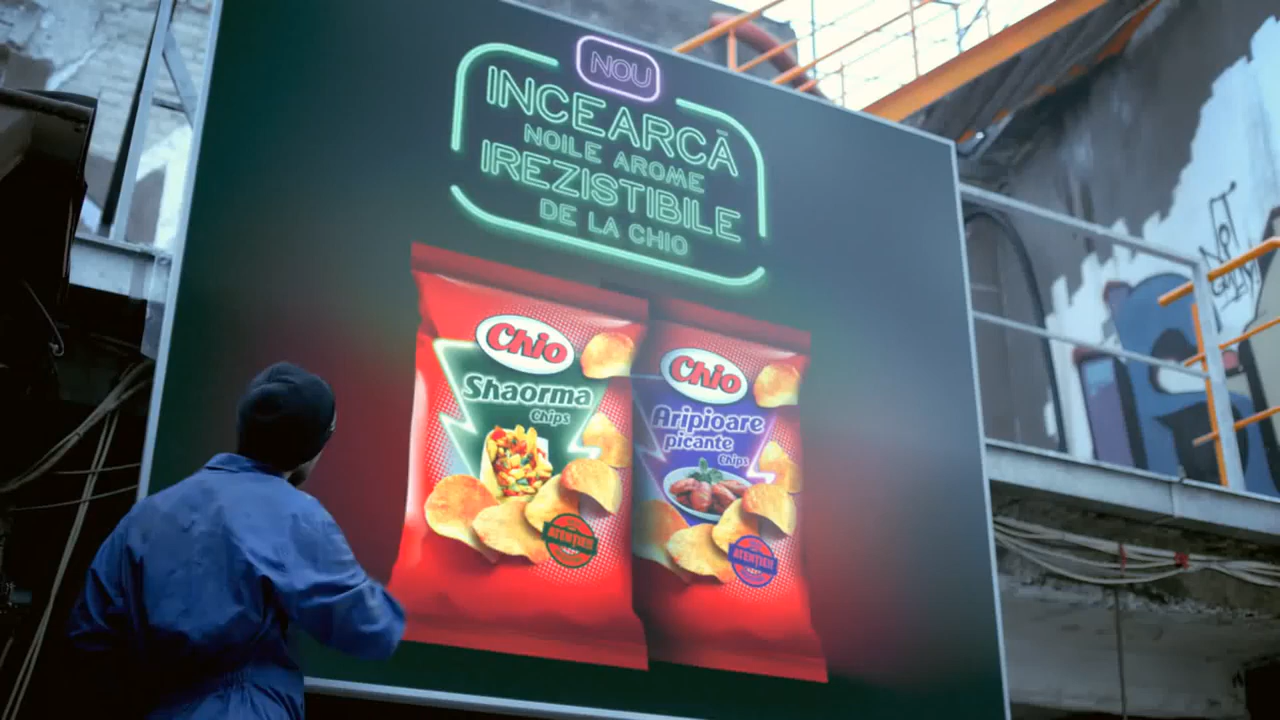 NOU
INCEARCĂ
NOILE AROME
IREZISTIBILE
DE LA CHIO
Chio
Shaorma
Chips
ATENȚIE!
Chio
Aripioare
picante
Chips
ATENȚIE!